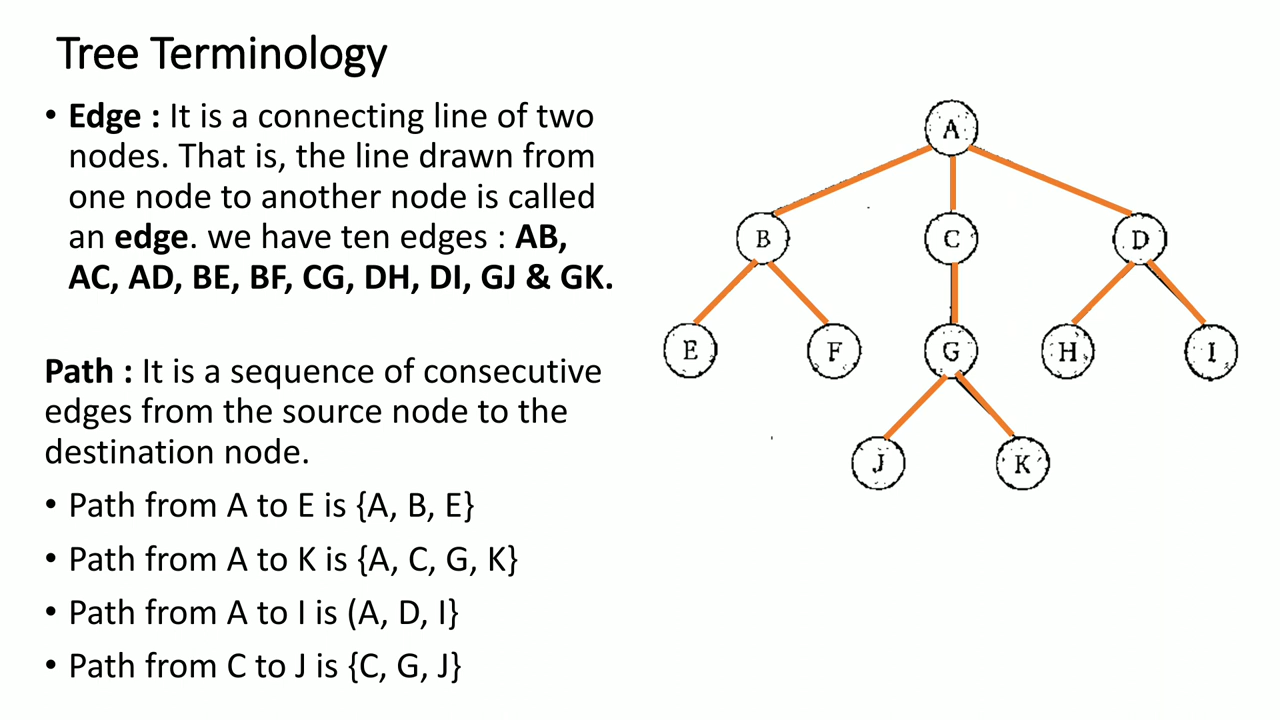 Tree Terminology
• Edge : It is a connecting line of two
nodes. That is, the line drawn from
one node to another node is called
an edge. we have ten edges : AB,
AC, AD, BE, BF, CG, DH, DI, GJ & GK.
Path : It is a sequence of consecutive
edges from the source node to the
destination node.
• Path from A to E is {A, B, E}
• Path from A to K is {A, C, G, K}
• Path from A to I is (A, D, I}
• Path from C to J is {C, G, J}
A
B C D
E F G H I
J K